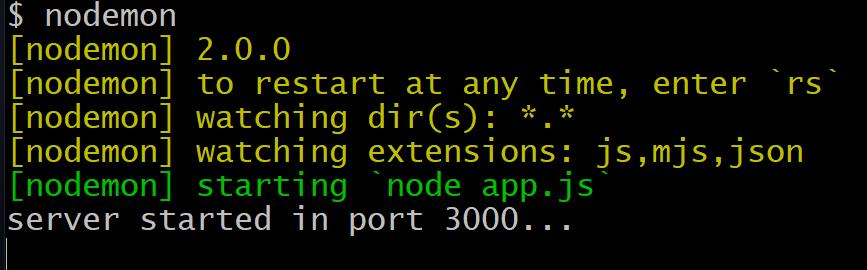 $ nodemon
[nodemon] 2.0.0
[nodemon] to restart at any time, enter `rs`
[nodemon] watching dir(s): *.*
[nodemon] watching extensions: js,mjs,json
[nodemon] starting `node app.js`
server started in port 3000...